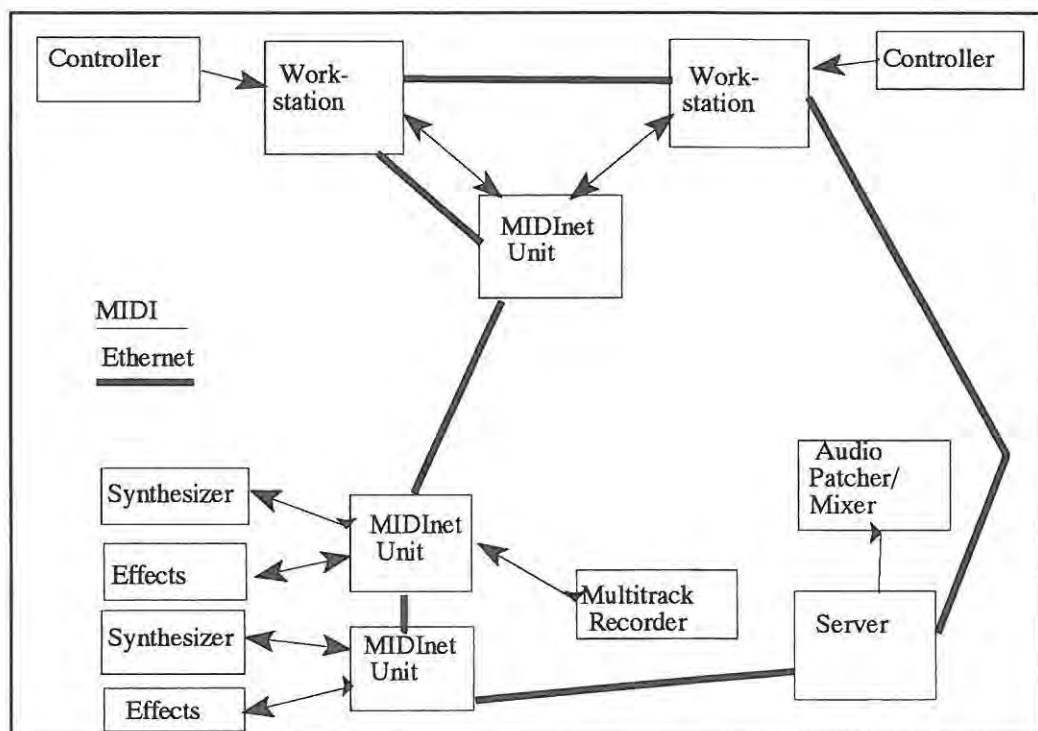 Controller
Work-
station
Work-
station
Controller
MIDInet
Unit
MIDI
Ethernet
Audio
Patcher/
Mixer
Synthesizer
MIDInet
Unit
Effects
Multitrack
Recorder
Synthesizer
MIDInet
Unit
Effects
Server